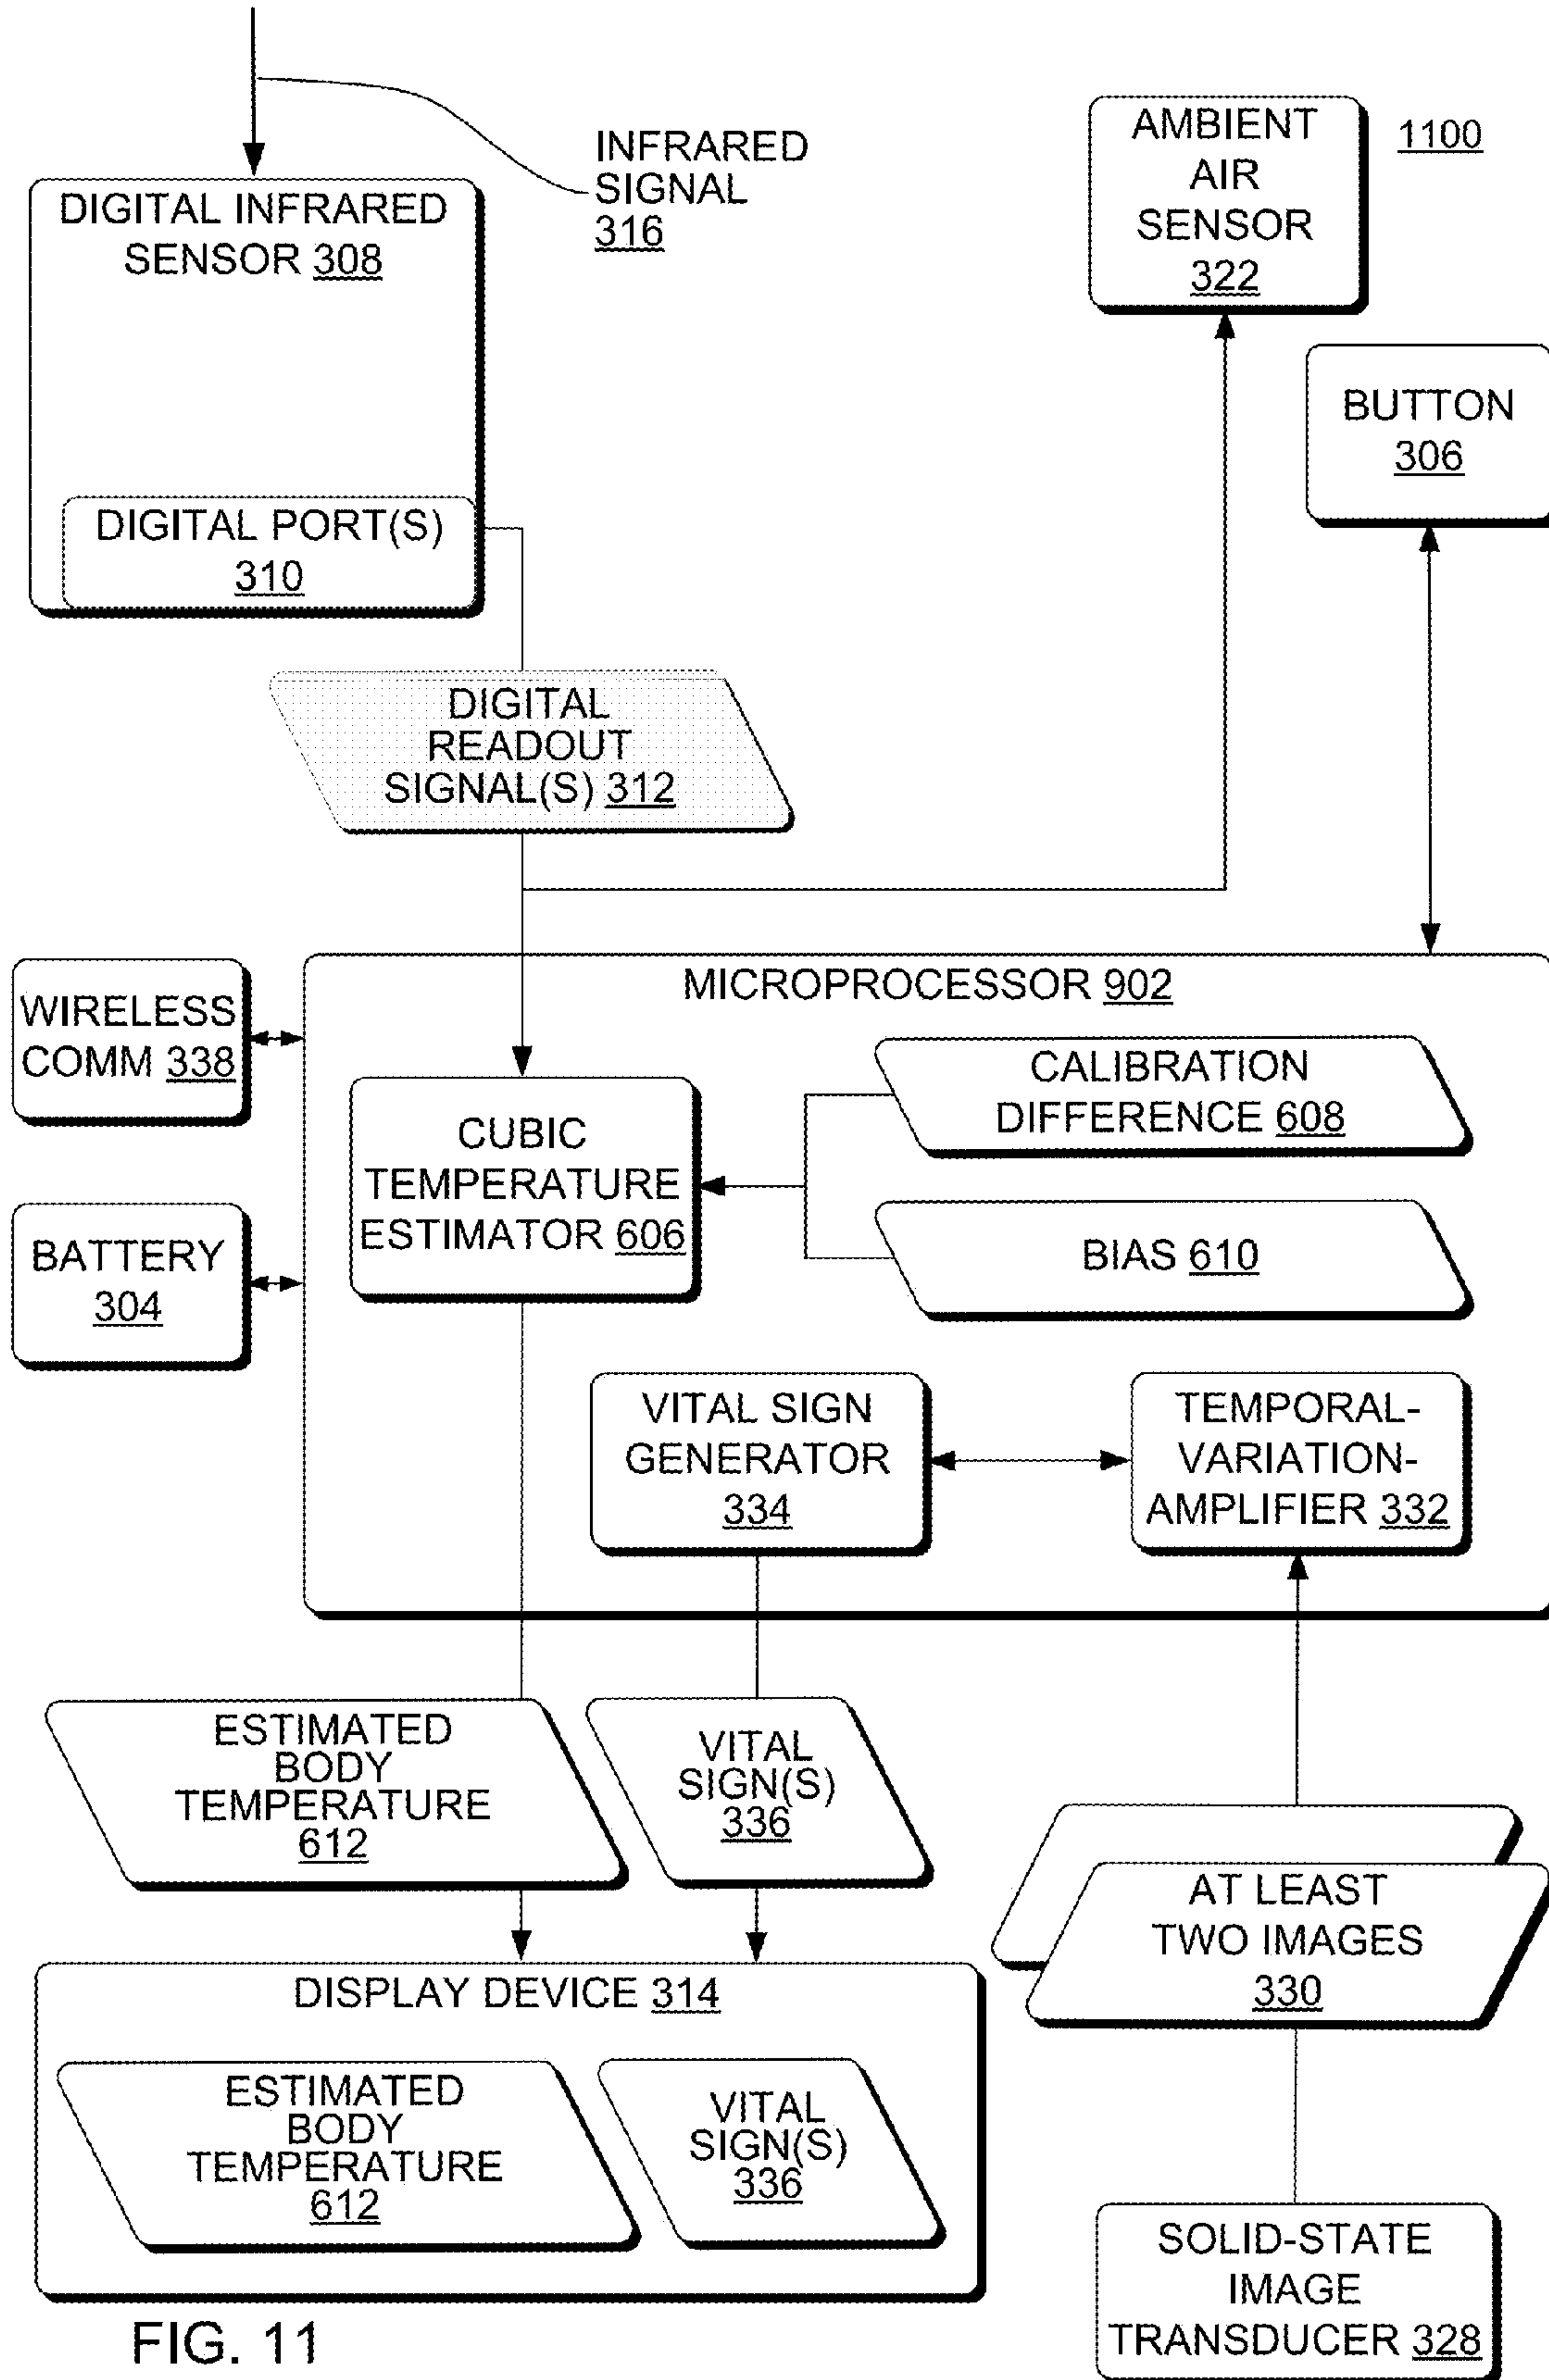 INFRARED
SIGNAL
316
AMBIENT
AIR
SENSOR
322
1100
DIGITAL INFRARED
SENSOR 308
BUTTON
306
DIGITAL PORT(S)
310
DIGITAL
READOUT
SIGNAL(S) 312
MICROPROCESSOR 902
WIRELESS
COMM 338
CALIBRATION
DIFFERENCE 608
CUBIC
TEMPERATURE
ESTIMATOR 606
BATTERY
304
BIAS 610
VITAL SIGN
GENERATOR
334
TEMPORAL-
VARIATION-
AMPLIFIER 332
ESTIMATED
BODY
TEMPERATURE
612
VITAL
SIGN(S)
336
AT LEAST
TWO IMAGES
330
DISPLAY DEVICE 314
ESTIMATED
BODY
TEMPERATURE
612
VITAL
SIGN(S)
336
SOLID-STATE
IMAGE
TRANSDUCER 328
FIG. 11